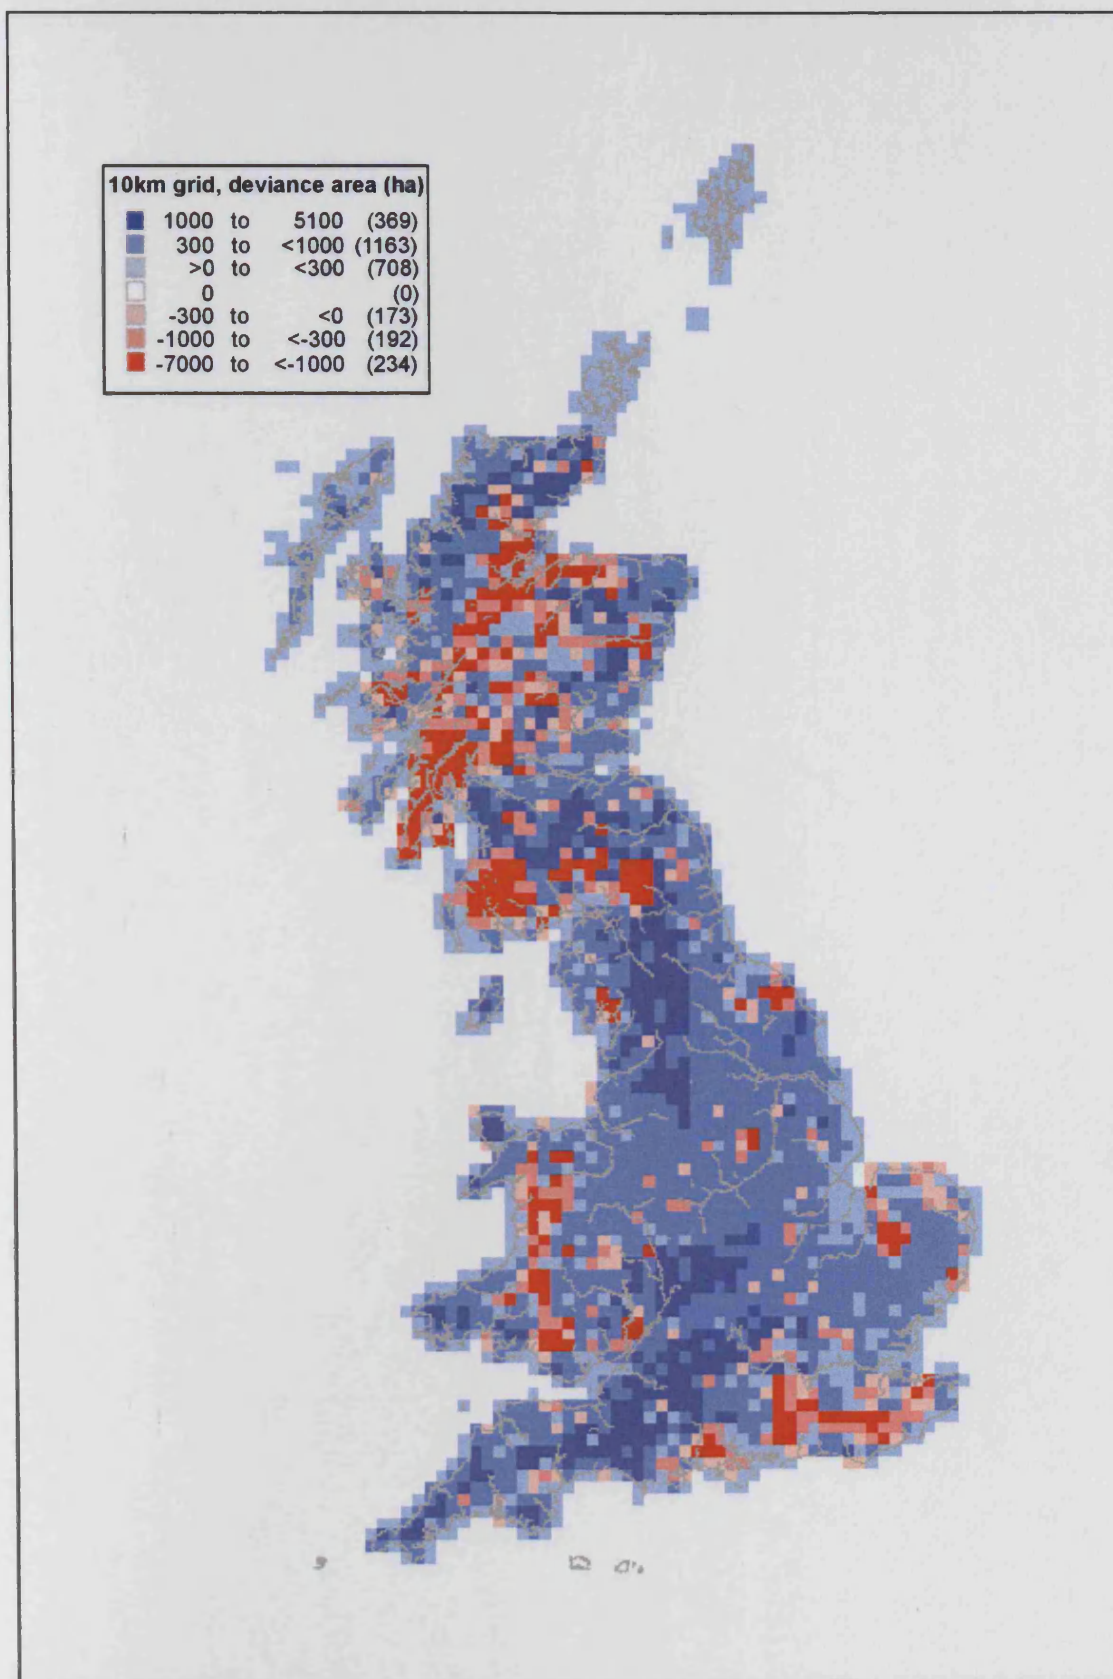 10km grid, deviance area (ha)
1000 to 5100 (369)
300 to <1000 (1163)
>0 to <300 (708)
0 (0)
-300 to <0 (173)
-1000 to <-300 (192)
-7000 to <-1000 (234)